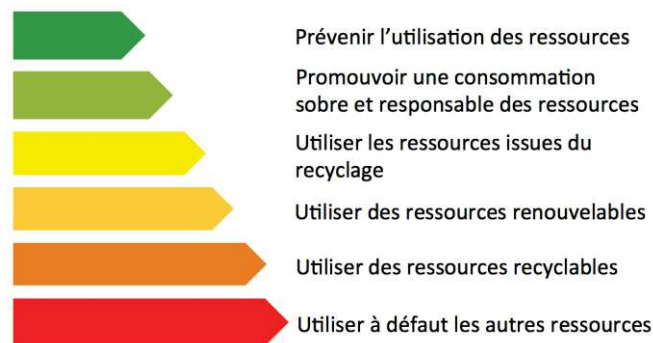 Prévenir l’utilisation des ressources
Promouvoir une consommation
sobre et responsable des ressources
Utiliser les ressources issues du
recyclage
Utiliser des ressources renouvelables
Utiliser des ressources recyclables
Utiliser à défaut les autres ressources